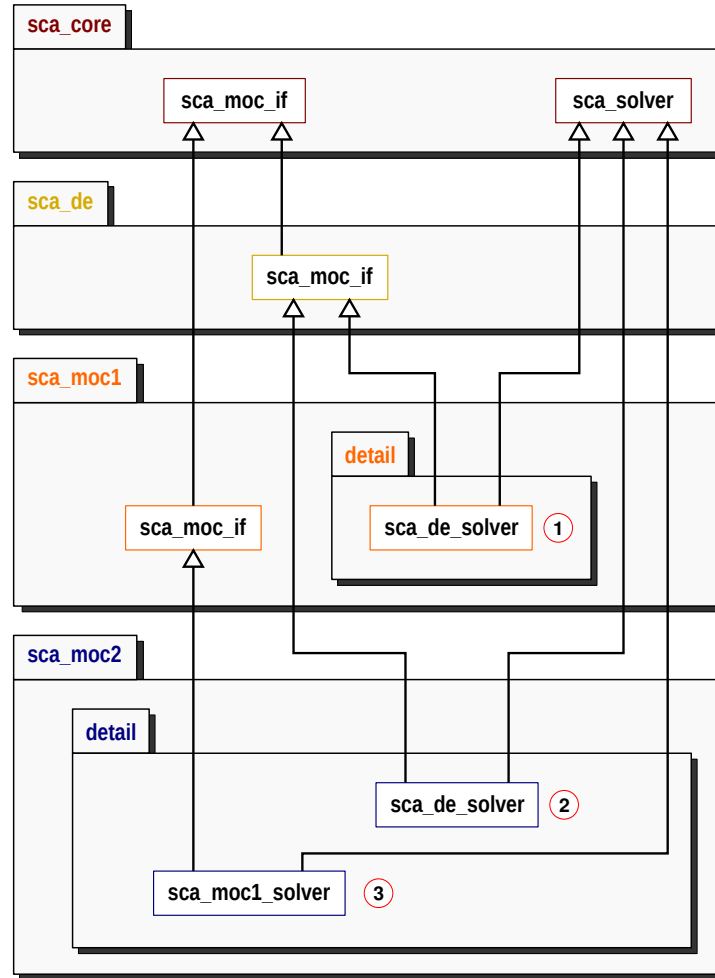 sca_core
sca_moc_if
sca_solver
sca_de
sca_moc_if
sca_moc1
detail
sca_moc_if
sca_de_solver
1
sca_moc2
detail
sca_de_solver
2
sca_moc1_solver
3